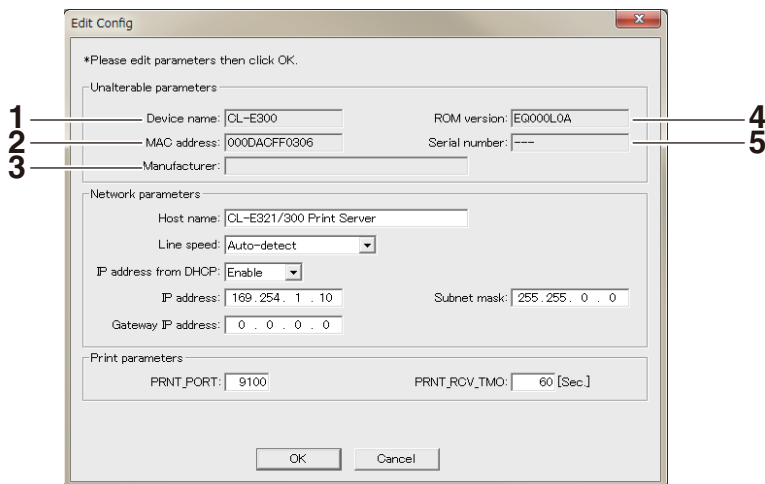 Edit Config
*Please edit parameters then click OK.
Unalterable parameters
1 Device name: CL-E300 ROM version: EQ000L0A 4
2 MAC address: 000DACFF0306 Serial number: --- 5
3 Manufacturer:
Network parameters
Host name: CL-E321/300 Print Server
Line speed: Auto-detect
IP address from DHCP: Enable
IP address: 169.254. 1 . 10 Subnet mask: 255.255. 0 . 0
Gateway IP address: 0 . 0 . 0 . 0
Print parameters
PRNT_PORT: 9100 PRNT_RCV_TMO: 60 [Sec.]
OK Cancel